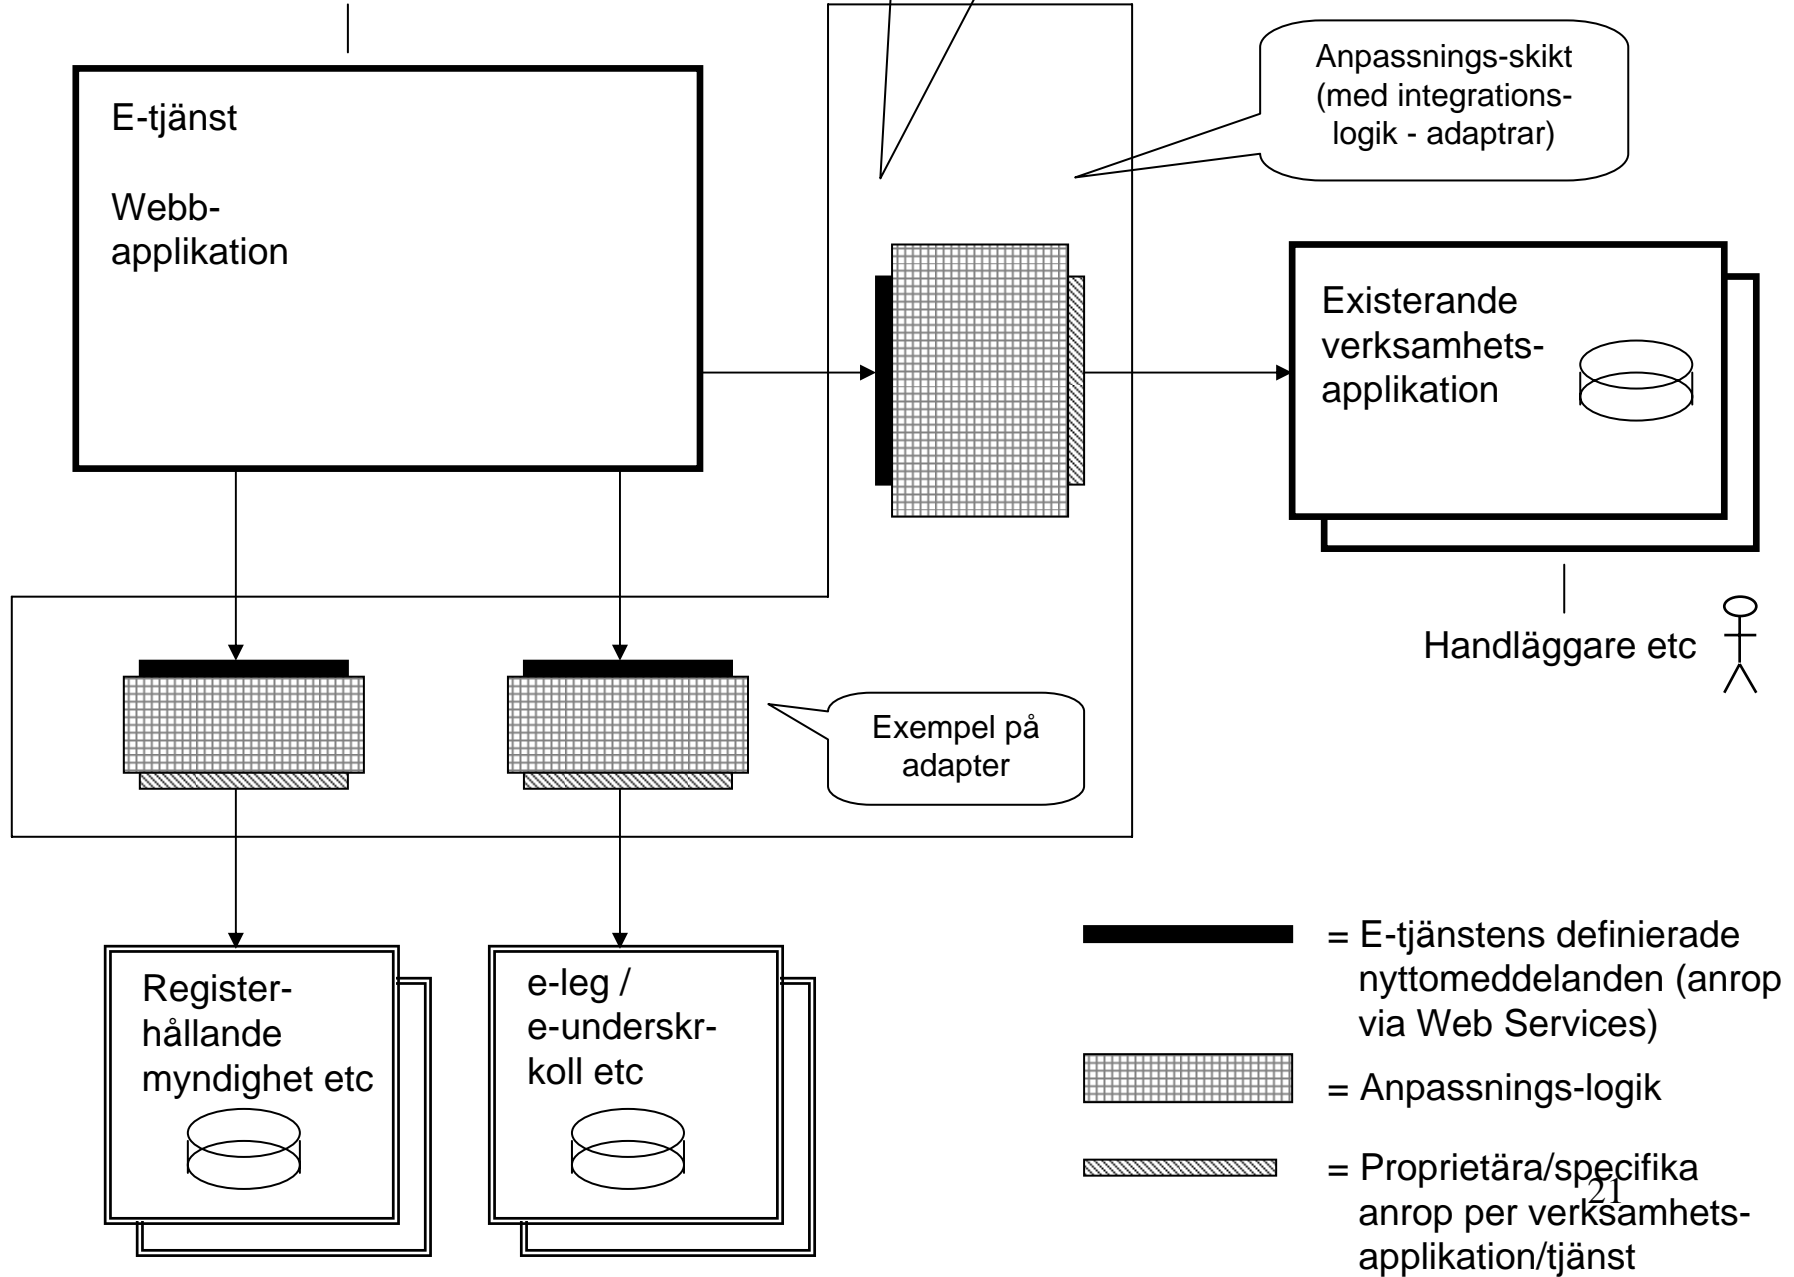 E-tjänst
Webb-
applikation
Anpassnings-skikt
(med integrations-
logik - adaptrar)
Existerande
verksamhets-
applikation
Handläggare etc
Exempel på
adapter
Register-
hållande
myndighet etc
e-leg /
e-underskr-
koll etc
= E-tjänstens definierade
nyttomeddelanden (anrop
via Web Services)
= Anpassnings-logik
= Proprietära/specifika
anrop per verksamhets-
applikation/tjänst
21